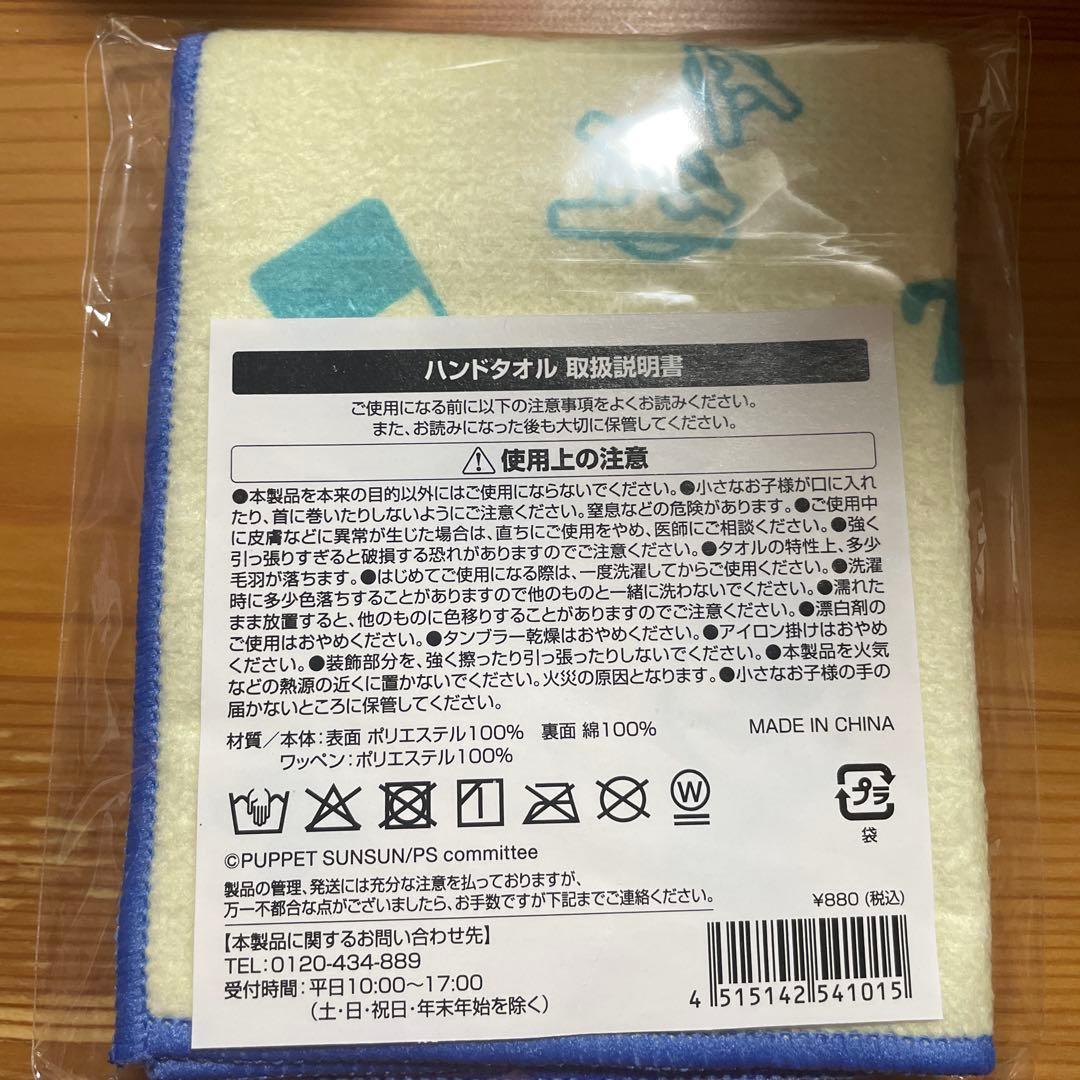 ハンドタオル 取扱説明書
ご使用になる前に以下の注意事項をよくお読みください。
また、お読みになった後も大切に保管してください。
使用上の注意
●本製品を本来の目的以外にはご使用にならないでください。●小さなお子様が口に入れ
たり、首に巻いたりしないようにご注意ください。窒息などの危険があります。●ご使用中
に皮膚などに異常が生じた場合は、直ちにご使用をやめ、医師にご相談ください。●強く
引っ張りすぎると破損する恐れがありますのでご注意ください。●タオルの特性上、多少
毛羽が落ちます。●はじめてご使用になる際は、一度洗濯してからご使用ください。●洗濯
時に多少色落ちすることがありますので他のものと一緒に洗わないでください。●濡れた
まま放置すると、他のものに色移りすることがありますのでご注意ください。●漂白剤の
ご使用はおやめください。●タンブラー乾燥はおやめください。●アイロン掛けはおやめ
ください。●装飾部分を、強く擦ったり引っ張ったりしないでください。●本製品を火気
などの熱源の近くに置かないでください。火災の原因となります。●小さなお子様の手の
届かないところに保管してください。
材質／本体：表面 ポリエステル100% 裏面 綿100%
ワッペン：ポリエステル100%
MADE IN CHINA
W
プラ
袋
©PUPPET SUNSUN/PS committee
製品の管理、発送には充分な注意を払っておりますが、
万一不都合な点がございましたら、お手数ですが下記までご連絡ください。
¥880 (税込)
【本製品に関するお問い合わせ先】
TEL：0120-434-889
受付時間：平日10:00～17:00
（土・日・祝日・年末年始を除く）
4 515142 541015